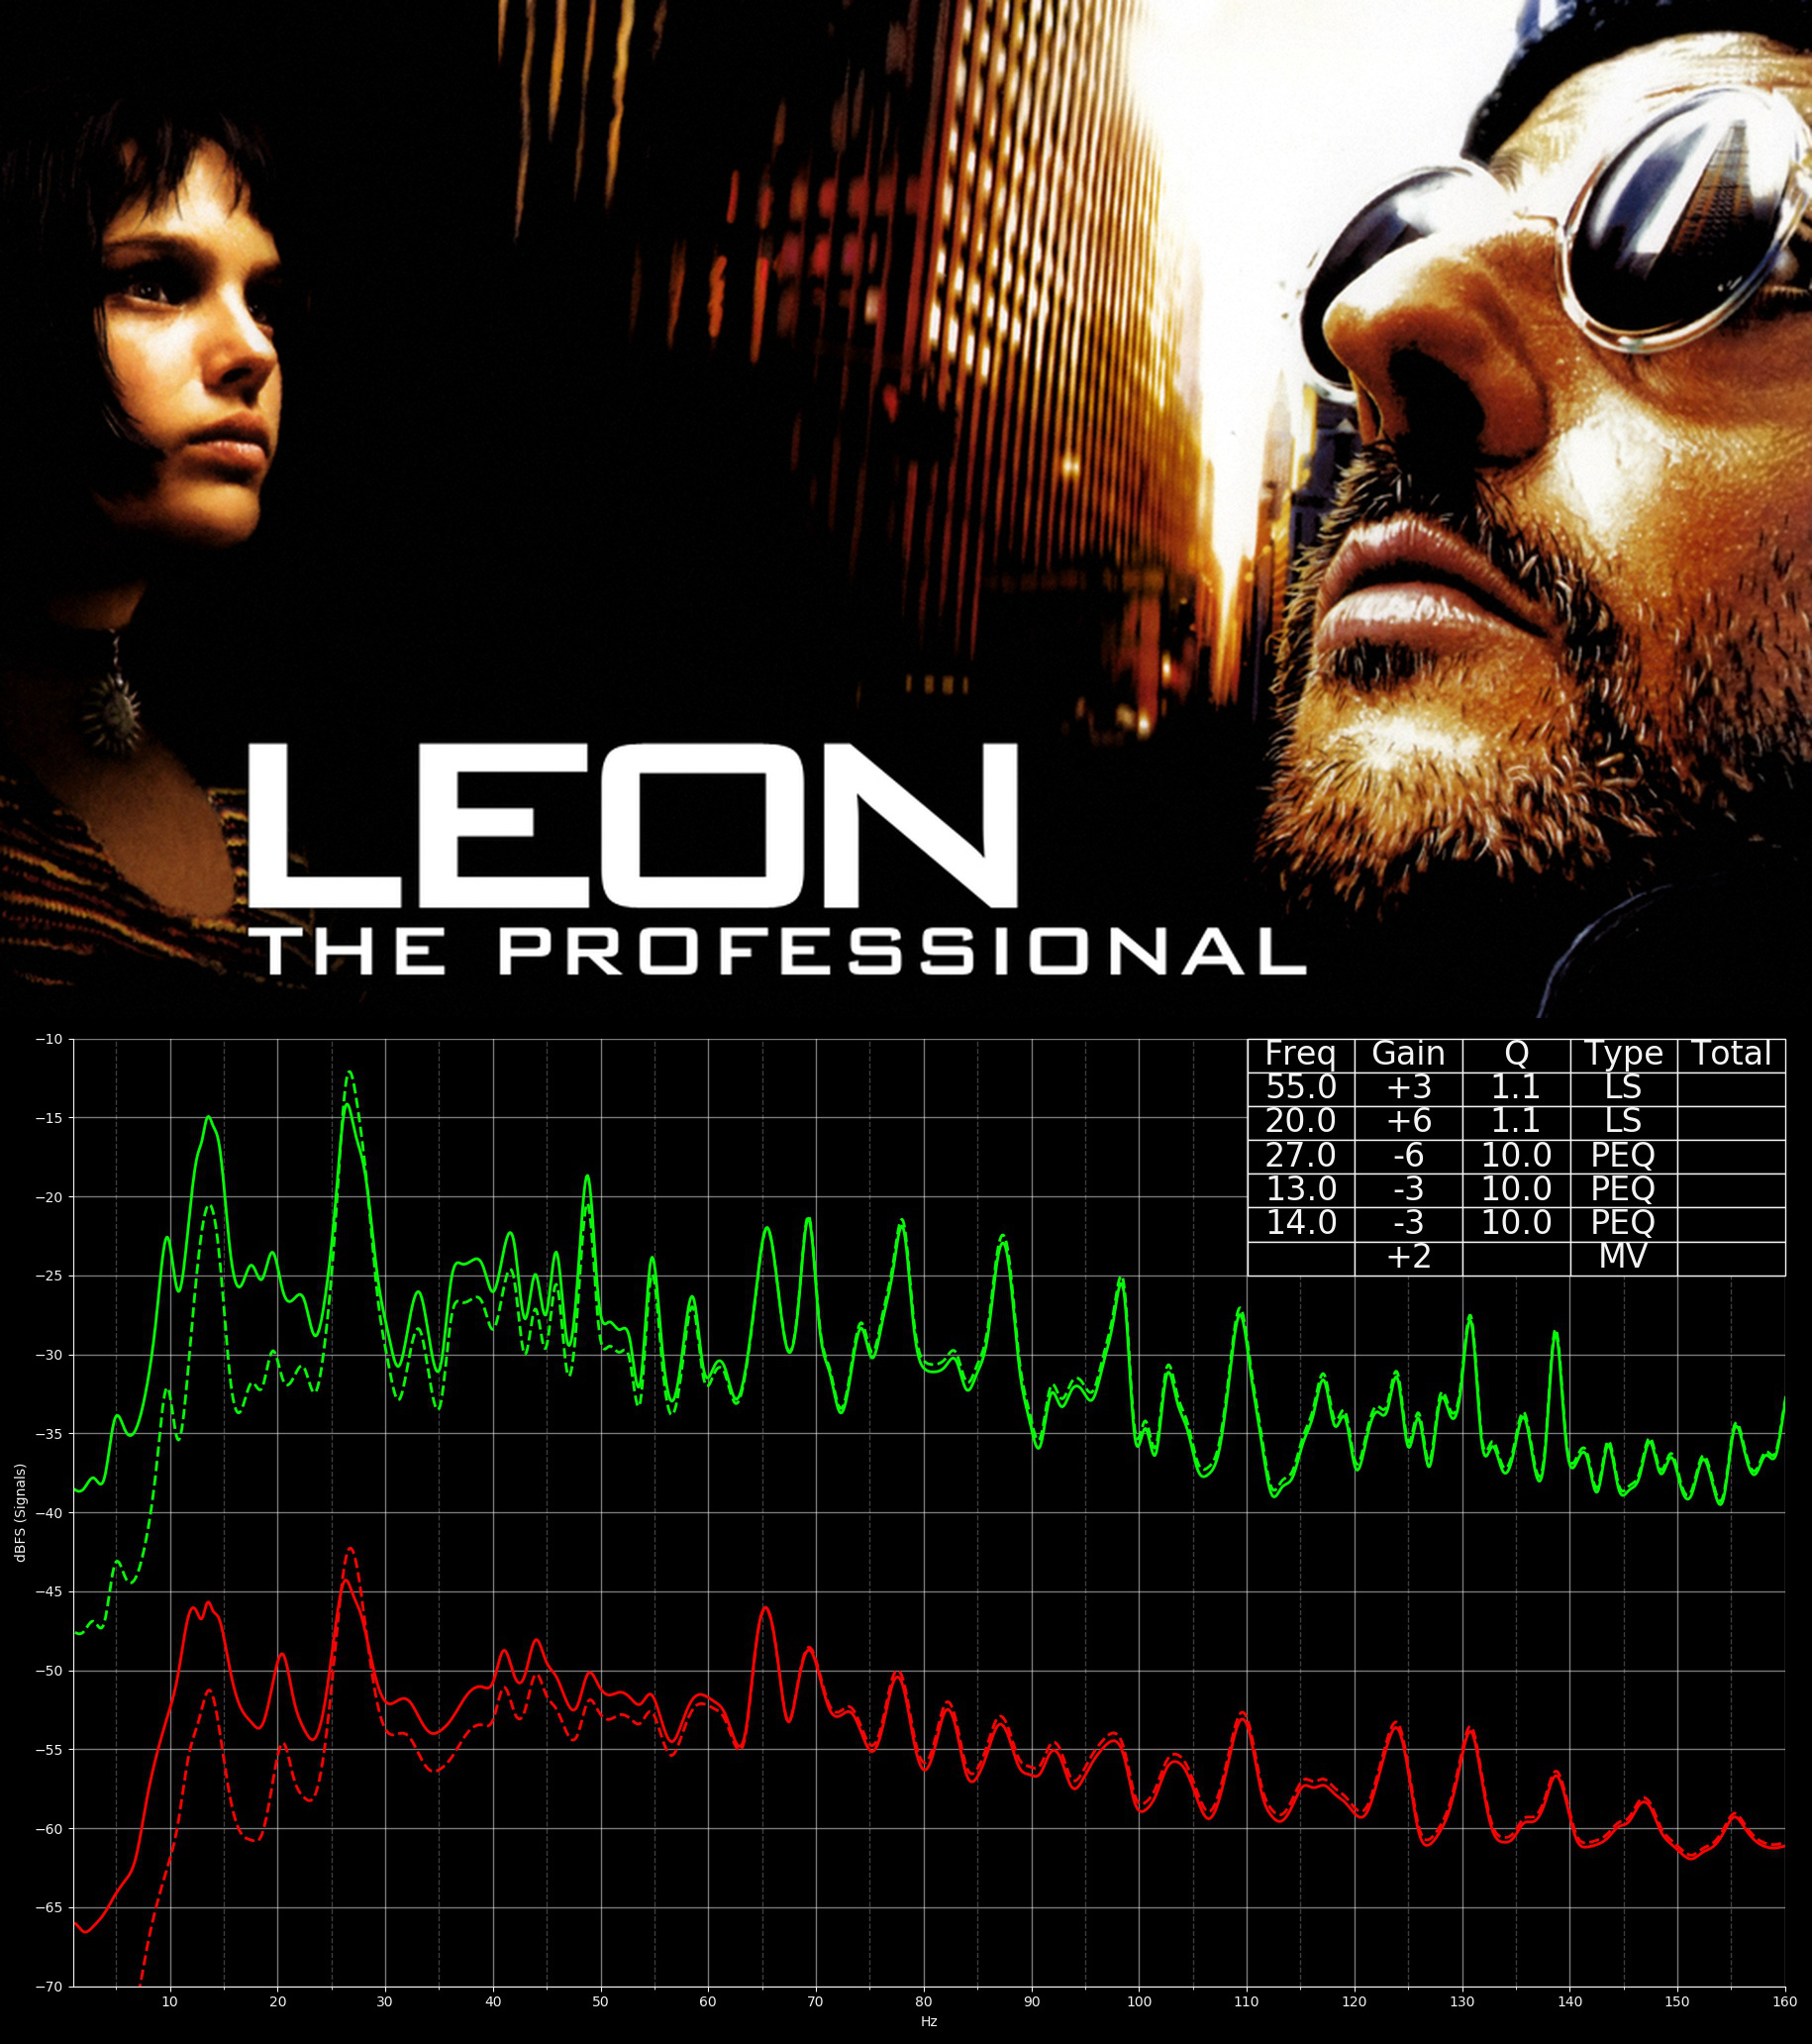 LEON
THE PROFESSIONAL
Freq Gain Q Type Total
55.0 +3 1.1 LS
20.0 +6 1.1 LS
27.0 -6 10.0 PEQ
13.0 -3 10.0 PEQ
14.0 -3 10.0 PEQ
+2 MV
−10
−15
−20
−25
−30
−35
−40
−45
−50
−55
−60
−65
−70
dBFS (Signals)
10 20 30 40 50 60 70 80 90 100 110 120 130 140 150 160
Hz